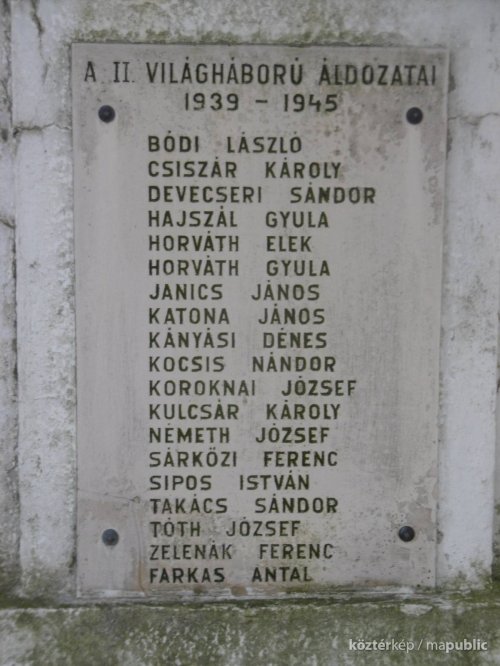 A II. VILÁGHÁBORÚ ÁLDOZATAI
1939 - 1945
BÓDI LÁSZLÓ
CSISZÁR KÁROLY
DEVECSERI SÁNDOR
HAJSZÁL GYULA
HORVÁTH ELEK
HORVÁTH GYULA
JANICS JÁNOS
KATONA JÁNOS
KÁNYÁSI DÉNES
KOCSIS NÁNDOR
KOROKNAI JÓZSEF
KULCSÁR KÁROLY
NÉMETH JÓZSEF
SÁRKÖZI FERENC
SIPOS ISTVÁN
TAKÁCS SÁNDOR
TÓTH JÓZSEF
ZELENÁK FERENC
FARKAS ANTAL
köztérkép / mapublic